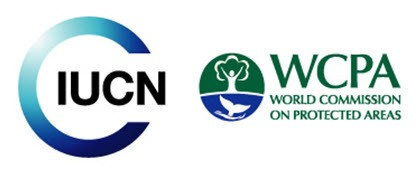 IUCN
WCPA
WORLD COMMISSION
ON PROTECTED AREAS